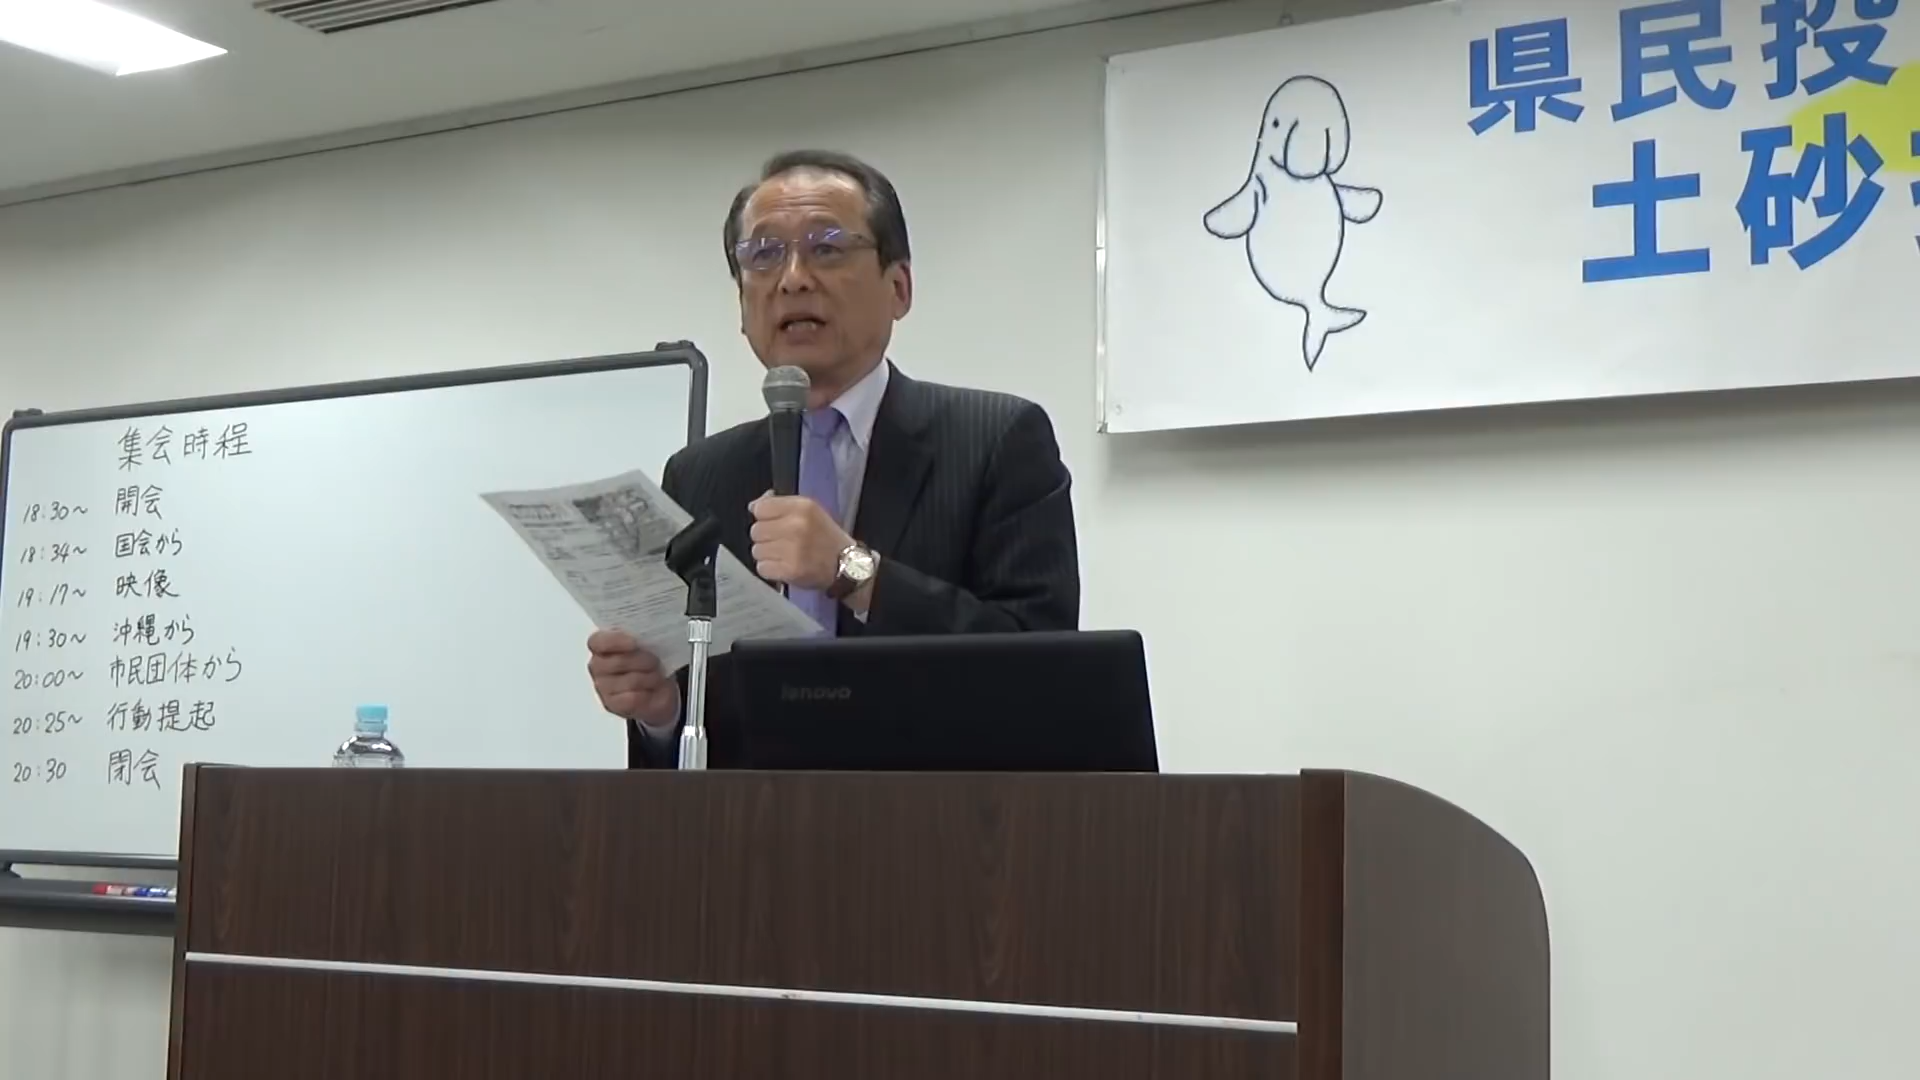 集会時程
18:30~ 開会
18:34~ 国会から
19:17~ 映像
19:30~ 沖縄から
20:00~ 市民団体から
20:25~ 行動提起
20:30 閉会
県民投
土砂
lenovo